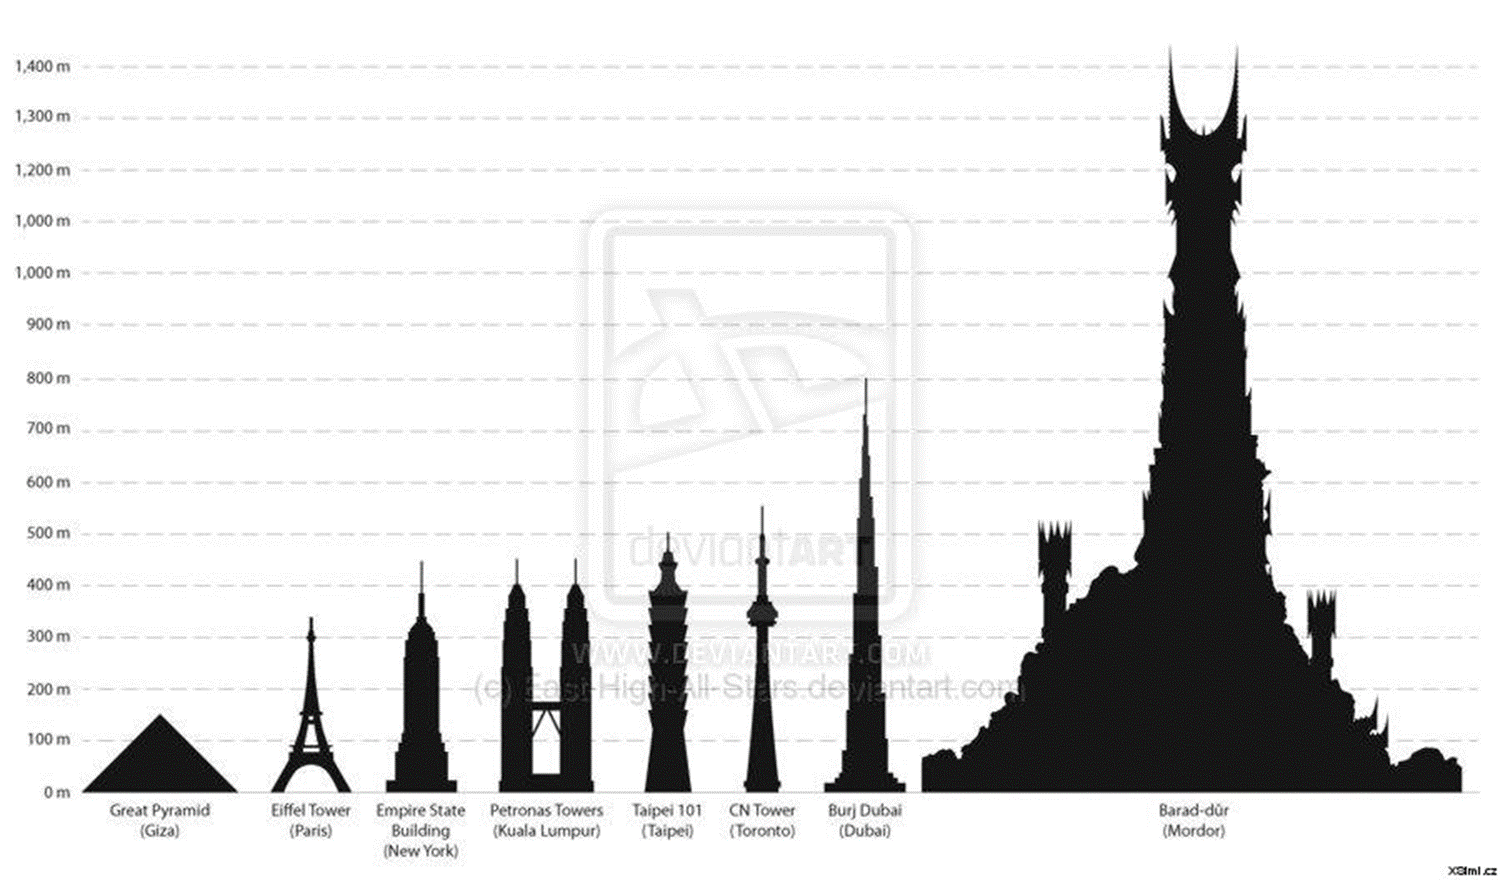 1,400 m
1,300 m
1,200 m
1,000 m
1,000 m
900 m
800 m
700 m
600 m
500 m
400 m
300 m
200 m
100 m
0 m
deviantART
WWW.DEVIANTART.COM
(c) East-High-All-Stars.deviantart.com
Great Pyramid
(Giza)
Eiffel Tower
(Paris)
Empire State
Building
(New York)
Petronas Towers
(Kuala Lumpur)
Taipei 101
(Taipei)
CN Tower
(Toronto)
Burj Dubai
(Dubai)
Barad-dûr
(Mordor)